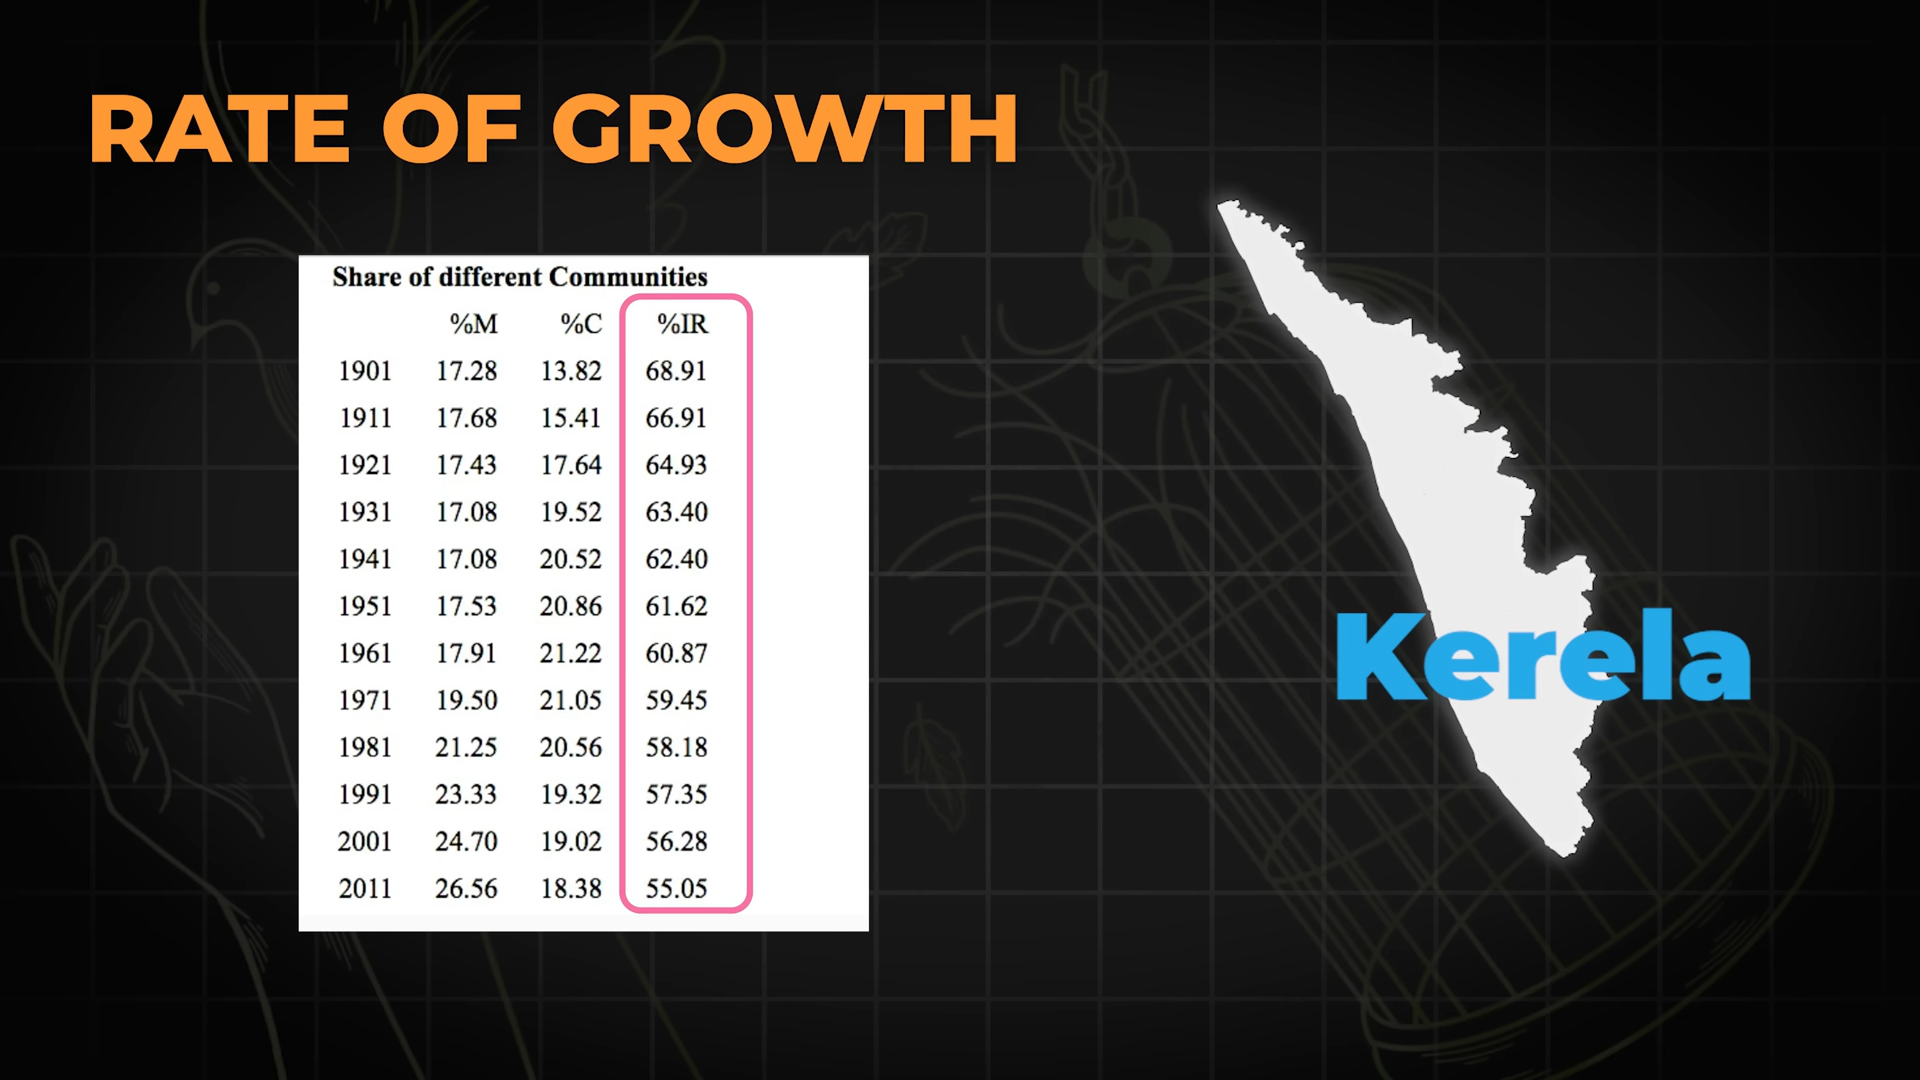 RATE OF GROWTH
Share of different Communities
%M %C %IR
1901 17.28 13.82 68.91
1911 17.68 15.41 66.91
1921 17.43 17.64 64.93
1931 17.08 19.52 63.40
1941 17.08 20.52 62.40
1951 17.53 20.86 61.62
1961 17.91 21.22 60.87
1971 19.50 21.05 59.45
1981 21.25 20.56 58.18
1991 23.33 19.32 57.35
2001 24.70 19.02 56.28
2011 26.56 18.38 55.05
Kerela